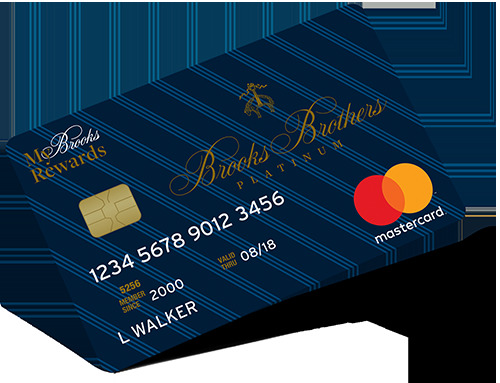 My Brooks
Rewards
Brooks Brothers
PLATINUM
1234 5678 9012 3456
5256
MEMBER SINCE 2000
VALID THRU 08/18
L WALKER
mastercard